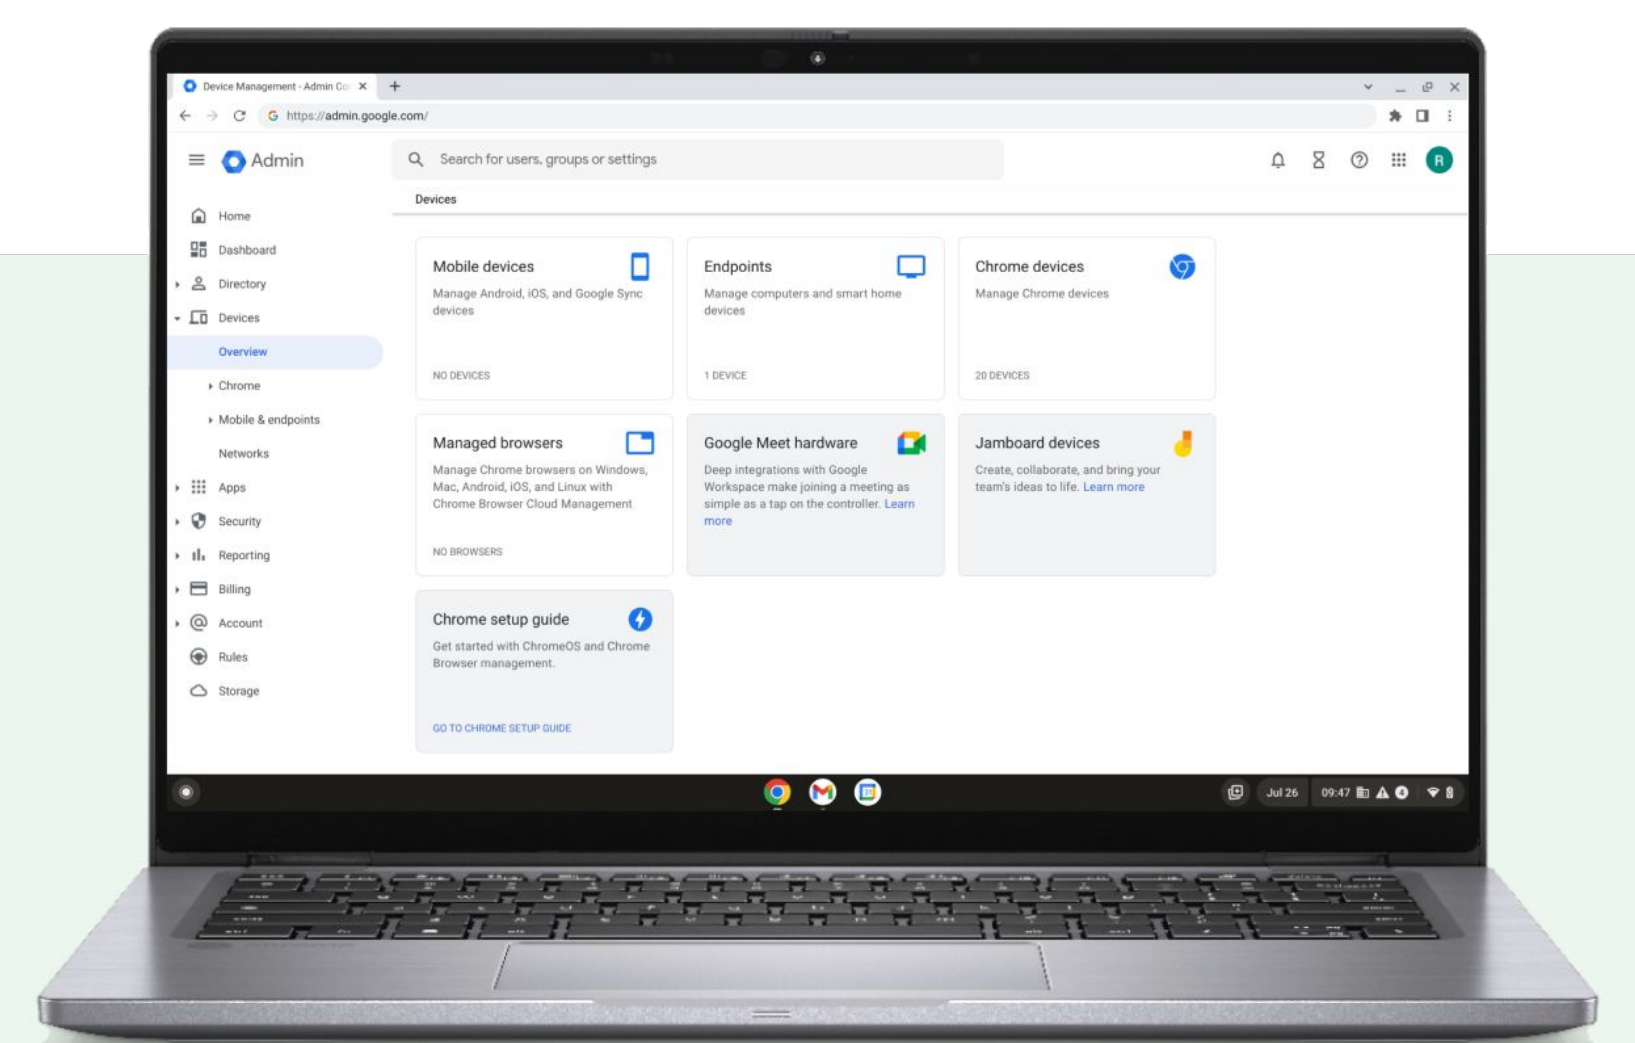 Device Management - Admin Co
https://admin.google.com/
Admin
Search for users, groups or settings
R
Devices
Home
Dashboard
Directory
Devices
Overview
Chrome
Mobile & endpoints
Networks
Apps
Security
Reporting
Billing
Account
Rules
Storage
Mobile devices
Manage Android, iOS, and Google Sync
devices
NO DEVICES
Endpoints
Manage computers and smart home
devices
1 DEVICE
Chrome devices
Manage Chrome devices
20 DEVICES
Managed browsers
Manage Chrome browsers on Windows,
Mac, Android, iOS, and Linux with
Chrome Browser Cloud Management
NO BROWSERS
Google Meet hardware
Deep integrations with Google
Workspace make joining a meeting as
simple as a tap on the controller. Learn
more
Jamboard devices
Create, collaborate, and bring your
team's ideas to life. Learn more
Chrome setup guide
Get started with ChromeOS and Chrome
Browser management.
GO TO CHROME SETUP GUIDE
Jul 26
09:47
4